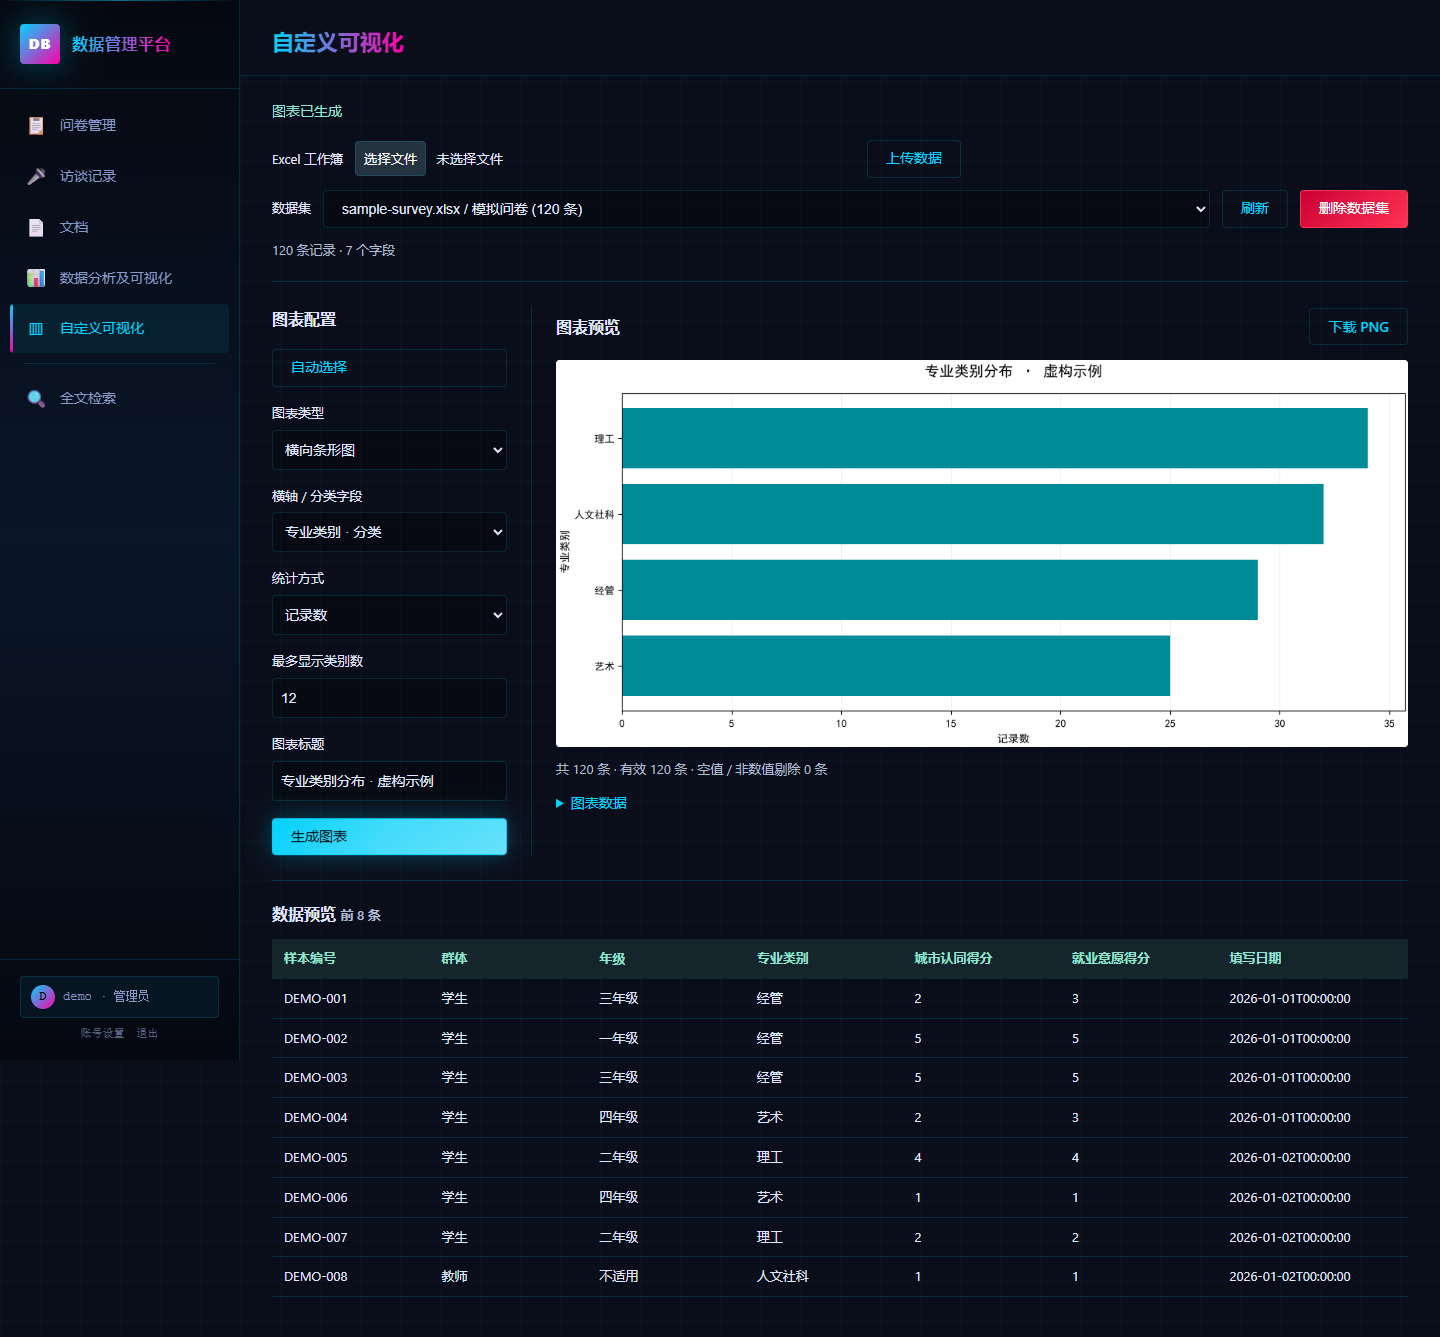 DB 数据管理平台
问卷管理
访谈记录
文档
数据分析及可视化
自定义可视化
全文检索
D demo · 管理员
账号设置 退出
自定义可视化
图表已生成
Excel 工作簿 选择文件 未选择文件 上传数据
数据集 sample-survey.xlsx / 模拟问卷 (120 条) 刷新 删除数据集
120 条记录 · 7 个字段
图表配置
自动选择
图表类型
横向条形图
横轴 / 分类字段
专业类别 · 分类
统计方式
记录数
最多显示类别数
12
图表标题
专业类别分布 · 虚构示例
生成图表
图表预览 下载 PNG
专业类别分布 · 虚构示例
理工
人文社科
经管
艺术
专业类别
0 5 10 15 20 25 30 35
记录数
共 120 条 · 有效 120 条 · 空值 / 非数值剔除 0 条
图表数据
数据预览 前 8 条
样本编号 群体 年级 专业类别 城市认同得分 就业意愿得分 填写日期
DEMO-001 学生 三年级 经管 2 3 2026-01-01T00:00:00
DEMO-002 学生 一年级 经管 5 5 2026-01-01T00:00:00
DEMO-003 学生 三年级 经管 5 5 2026-01-01T00:00:00
DEMO-004 学生 四年级 艺术 2 3 2026-01-01T00:00:00
DEMO-005 学生 二年级 理工 4 4 2026-01-02T00:00:00
DEMO-006 学生 四年级 艺术 1 1 2026-01-02T00:00:00
DEMO-007 学生 二年级 理工 2 2 2026-01-02T00:00:00
DEMO-008 教师 不适用 人文社科 1 1 2026-01-02T00:00:00